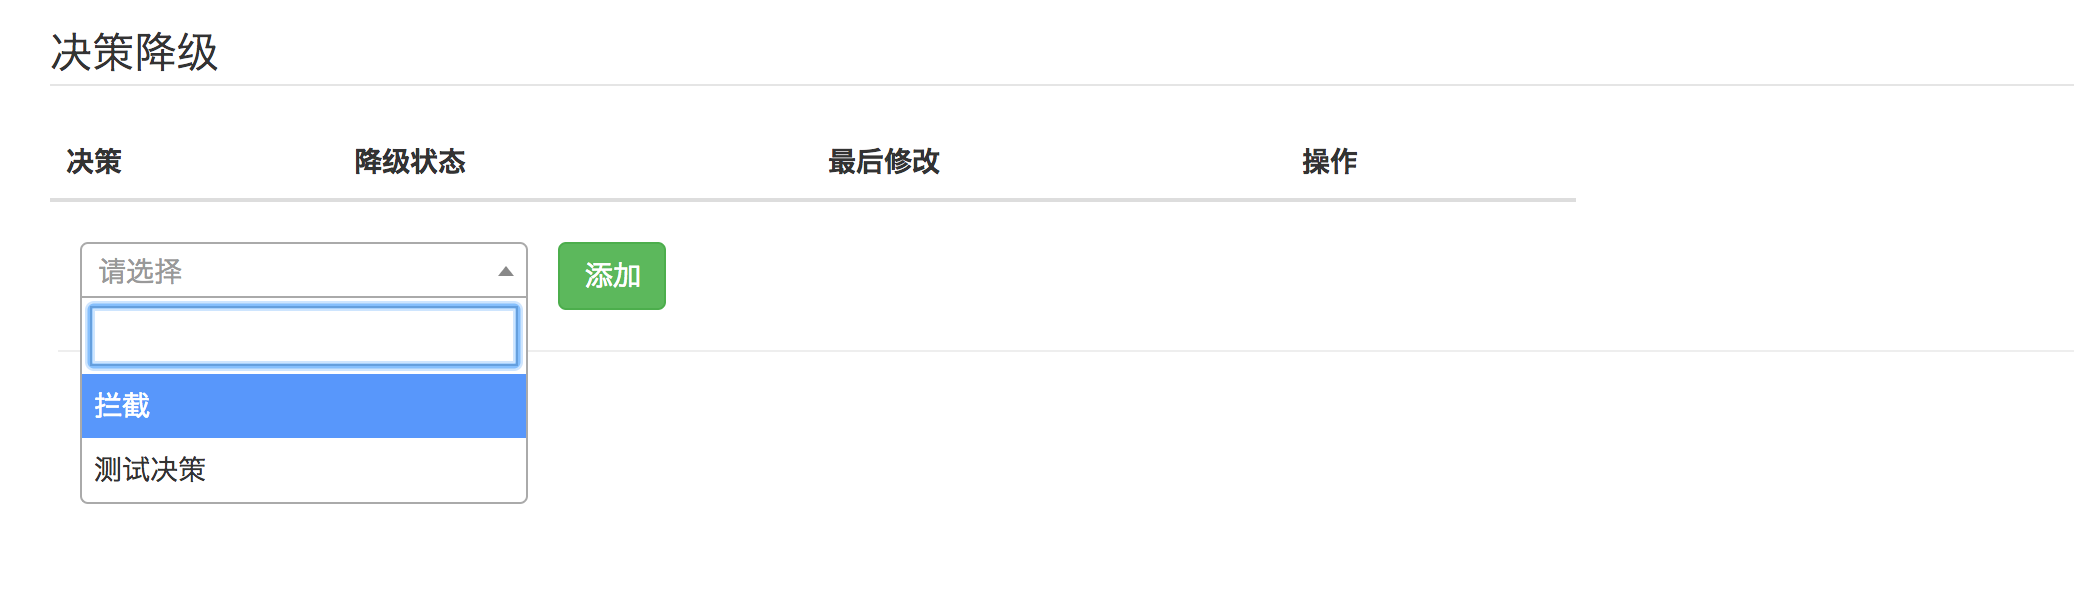 决策降级
决策 降级状态 最后修改 操作
请选择 添加
拦截
测试决策